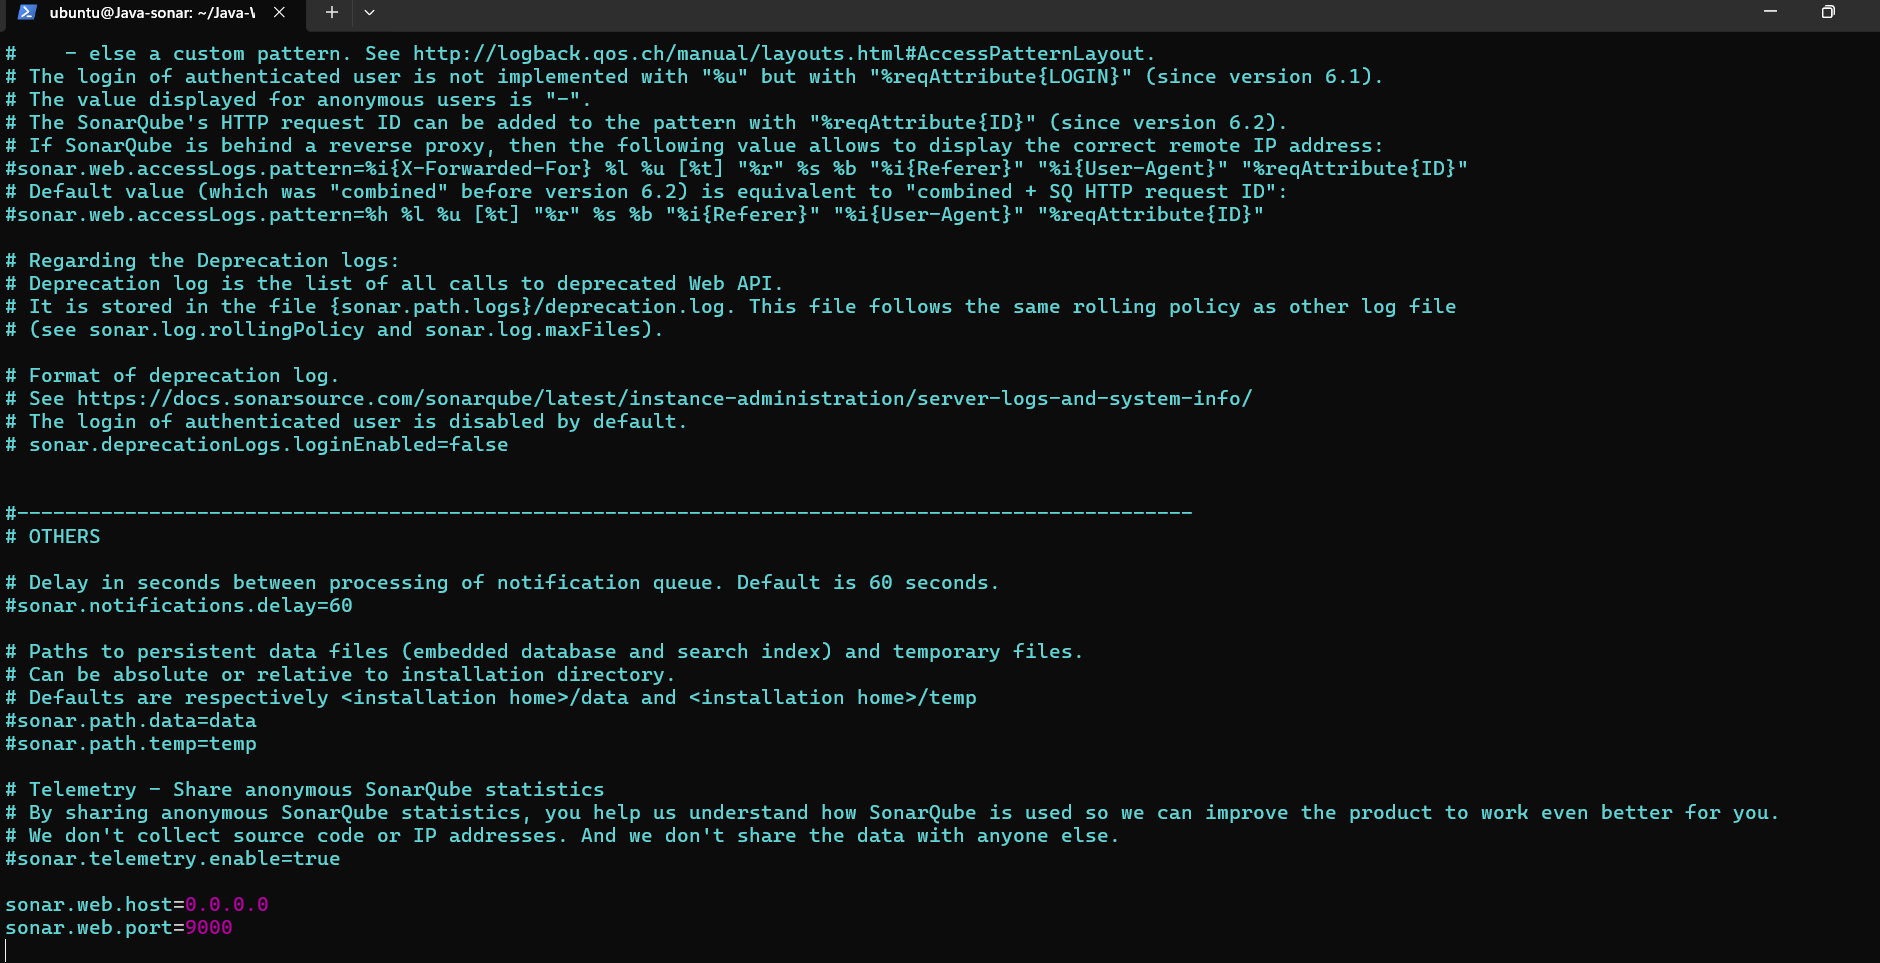 ubuntu@Java-sonar: ~/Java-
#    - else a custom pattern. See http://logback.qos.ch/manual/layouts.html#AccessPatternLayout.
# The login of authenticated user is not implemented with "%u" but with "%reqAttribute{LOGIN}" (since version 6.1).
# The value displayed for anonymous users is "-".
# The SonarQube's HTTP request ID can be added to the pattern with "%reqAttribute{ID}" (since version 6.2).
# If SonarQube is behind a reverse proxy, then the following value allows to display the correct remote IP address:
#sonar.web.accessLogs.pattern=%i{X-Forwarded-For} %l %u [%t] "%r" %s %b "%i{Referer}" "%i{User-Agent}" "%reqAttribute{ID}"
# Default value (which was "combined" before version 6.2) is equivalent to "combined + SQ HTTP request ID":
#sonar.web.accessLogs.pattern=%h %l %u [%t] "%r" %s %b "%i{Referer}" "%i{User-Agent}" "%reqAttribute{ID}"
# Regarding the Deprecation logs:
# Deprecation log is the list of all calls to deprecated Web API.
# It is stored in the file {sonar.path.logs}/deprecation.log. This file follows the same rolling policy as other log file
# (see sonar.log.rollingPolicy and sonar.log.maxFiles).
# Format of deprecation log.
# See https://docs.sonarsource.com/sonarqube/latest/instance-administration/server-logs-and-system-info/
# The login of authenticated user is disabled by default.
# sonar.deprecationLogs.loginEnabled=false
#--------------------------------------------------------------------------------------------------
# OTHERS
# Delay in seconds between processing of notification queue. Default is 60 seconds.
#sonar.notifications.delay=60
# Paths to persistent data files (embedded database and search index) and temporary files.
# Can be absolute or relative to installation directory.
# Defaults are respectively <installation home>/data and <installation home>/temp
#sonar.path.data=data
#sonar.path.temp=temp
# Telemetry - Share anonymous SonarQube statistics
# By sharing anonymous SonarQube statistics, you help us understand how SonarQube is used so we can improve the product to work even better for you.
# We don't collect source code or IP addresses. And we don't share the data with anyone else.
#sonar.telemetry.enable=true
sonar.web.host=0.0.0.0
sonar.web.port=9000